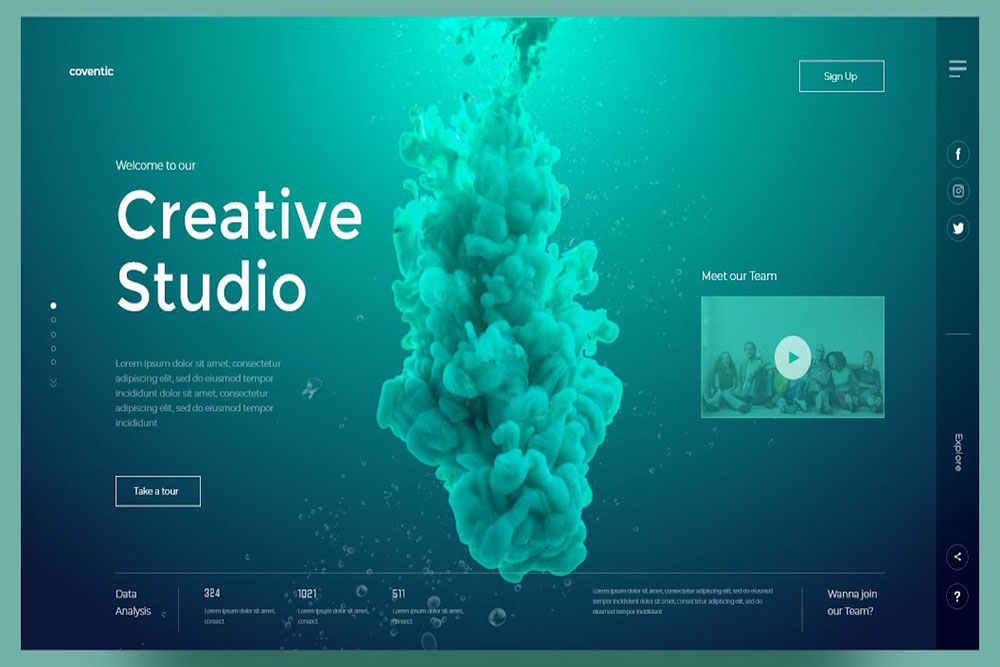 coventic
Sign Up
Welcome to our
Creative
Studio
Meet our Team
Lorem ipsum dolor sit amet, consectetur
adipiscing elit, sed do eiusmod tempor
incididunt dolor sit amet, consectetur
adipiscing elit, sed do eiusmod tempor
incididunt
Explore
Take a tour
Data
Analysis
324
Lorem ipsum dolor sit amet,
consect
1021
Lorem ipsum dolor sit amet,
consect
511
Lorem ipsum dolor sit amet,
consect
Lorem ipsum dolor sit amet, consectetur adipiscing elit, sed do eiusmod
tempor incididunt dolor sit amet, consectetur adipiscing elit, sed do
eiusmod tempor incididunt
Wanna join
our Team?
?